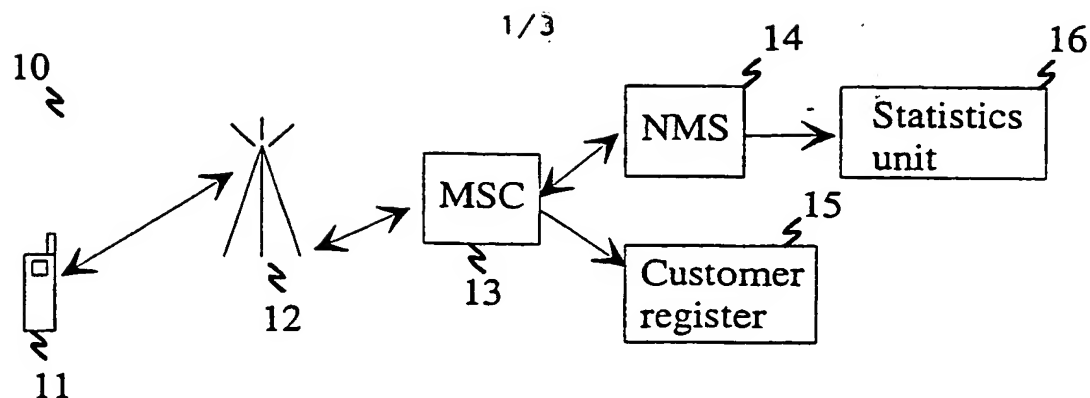 1/3
10
14
16
NMS
Statistics
unit
MSC
15
13
Customer
register
12
11